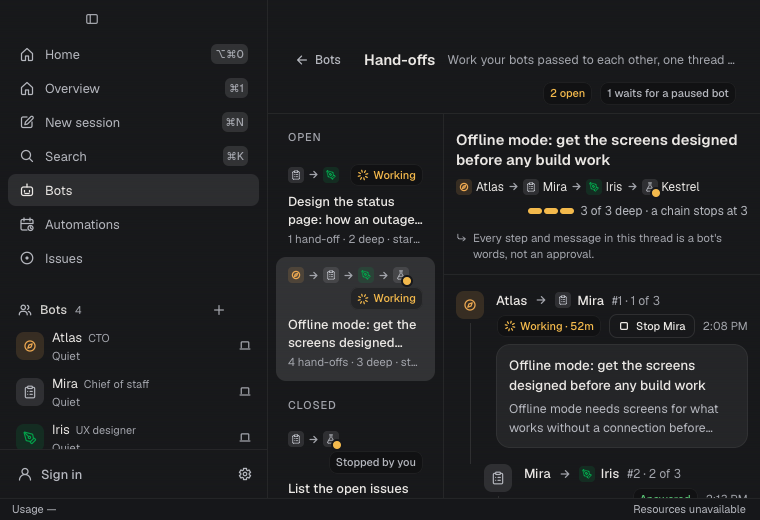 Home ⌥⌘0
Overview ⌘1
New session ⌘N
Search ⌘K
Bots
Automations
Issues
Bots 4
Atlas CTO
Quiet
Mira Chief of staff
Quiet
Iris UX designer
Quiet
Sign in
Usage —
Bots
Hand-offs Work your bots passed to each other, one thread …
2 open 1 waits for a paused bot
OPEN
Working
Design the status
page: how an outage…
1 hand-off · 2 deep · star…
Working
Offline mode: get the
screens designed…
4 hand-offs · 3 deep · st…
CLOSED
Stopped by you
List the open issues
Offline mode: get the screens designed
before any build work
Atlas → Mira → Iris → Kestrel
3 of 3 deep · a chain stops at 3
Every step and message in this thread is a bot's
words, not an approval.
Atlas → Mira #1 · 1 of 3
Working · 52m Stop Mira 2:08 PM
Offline mode: get the screens
designed before any build work
Offline mode needs screens for what
works without a connection before…
Mira → Iris #2 · 2 of 3
Answered 2:13 PM
Resources unavailable